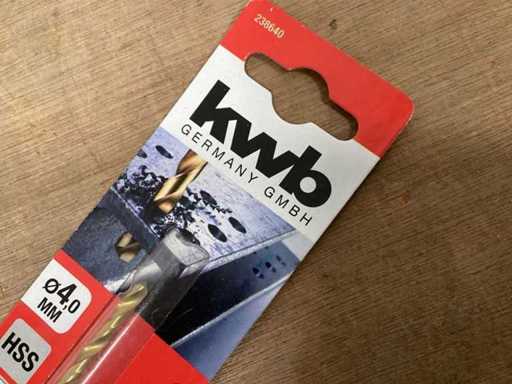 238640
kwb
GERMANY GMBH
Ø4,0
MM
HSS